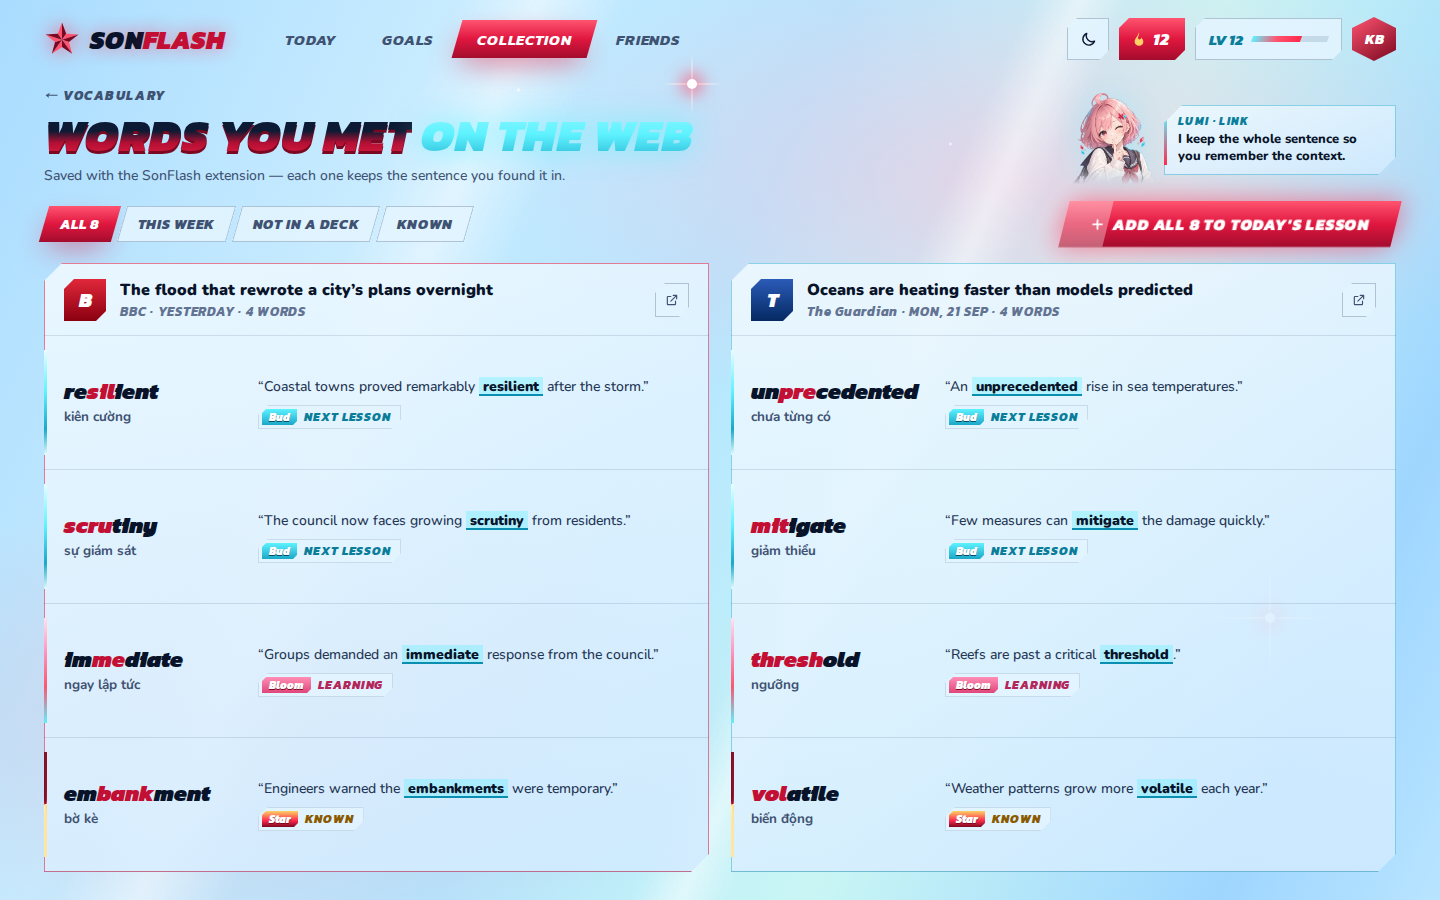 SONFLASH
TODAY
GOALS
COLLECTION
FRIENDS
12
LV 12
KB
← VOCABULARY
WORDS YOU MET ON THE WEB
Saved with the SonFlash extension — each one keeps the sentence you found it in.
LUMI · LINK
I keep the whole sentence so
you remember the context.
ALL 8
THIS WEEK
NOT IN A DECK
KNOWN
+ ADD ALL 8 TO TODAY'S LESSON
B
The flood that rewrote a city’s plans overnight
BBC · YESTERDAY · 4 WORDS
resilient
kiên cường
“Coastal towns proved remarkably resilient after the storm.”
Bud NEXT LESSON
scrutiny
sự giám sát
“The council now faces growing scrutiny from residents.”
Bud NEXT LESSON
immediate
ngay lập tức
“Groups demanded an immediate response from the council.”
Bloom LEARNING
embankment
bờ kè
“Engineers warned the embankments were temporary.”
Star KNOWN
T
Oceans are heating faster than models predicted
The Guardian · MON, 21 SEP · 4 WORDS
unprecedented
chưa từng có
“An unprecedented rise in sea temperatures.”
Bud NEXT LESSON
mitigate
giảm thiểu
“Few measures can mitigate the damage quickly.”
Bud NEXT LESSON
threshold
ngưỡng
“Reefs are past a critical threshold.”
Bloom LEARNING
volatile
biến động
“Weather patterns grow more volatile each year.”
Star KNOWN